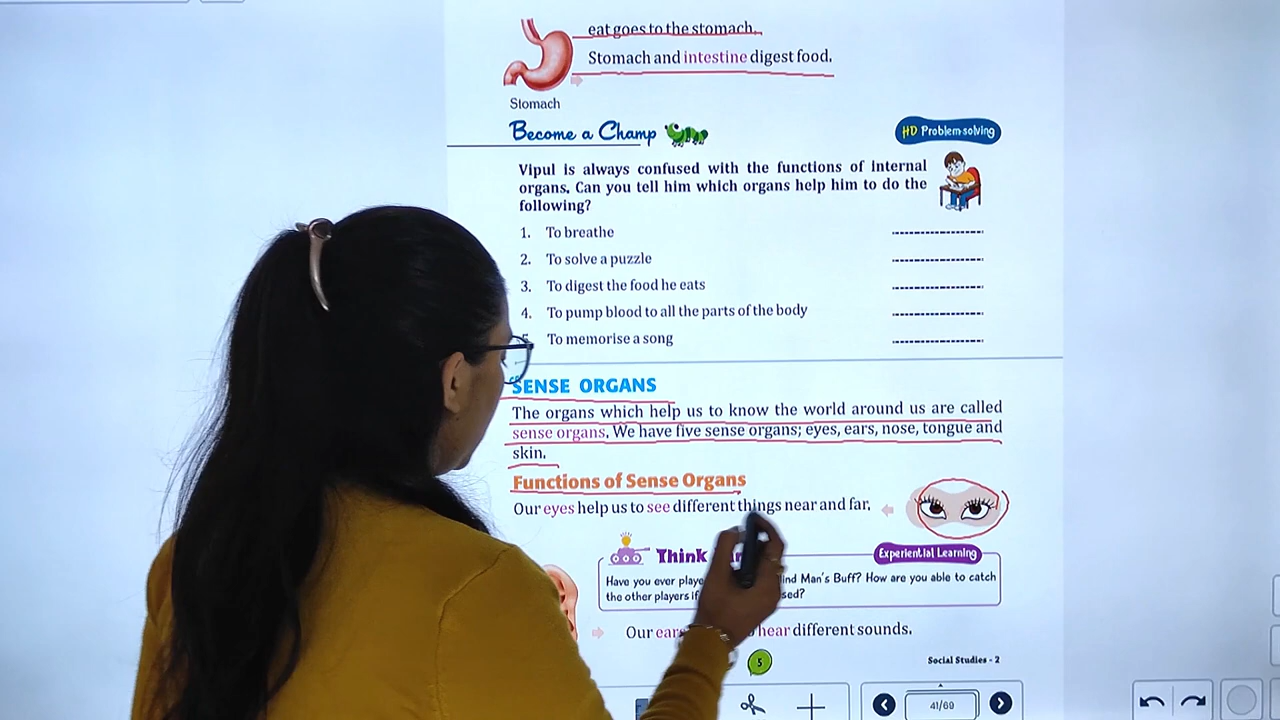 eat goes to the stomach.
Stomach and intestine digest food.
Stomach
Become a Champ
HD Problem solving
Vipul is always confused with the functions of internal
organs. Can you tell him which organs help him to do the
following?
1. To breathe
2. To solve a puzzle
3. To digest the food he eats
4. To pump blood to all the parts of the body
To memorise a song
SENSE ORGANS
The organs which help us to know the world around us are called
sense organs. We have five sense organs; eyes, ears, nose, tongue and
skin.
Functions of Sense Organs
Our eyes help us to see different things near and far.
Think
Experiential Learning
Have you ever Man's Buff? How are you able to catch
the other players
Our hear different sounds.
5
Social Studies - 2
41/69